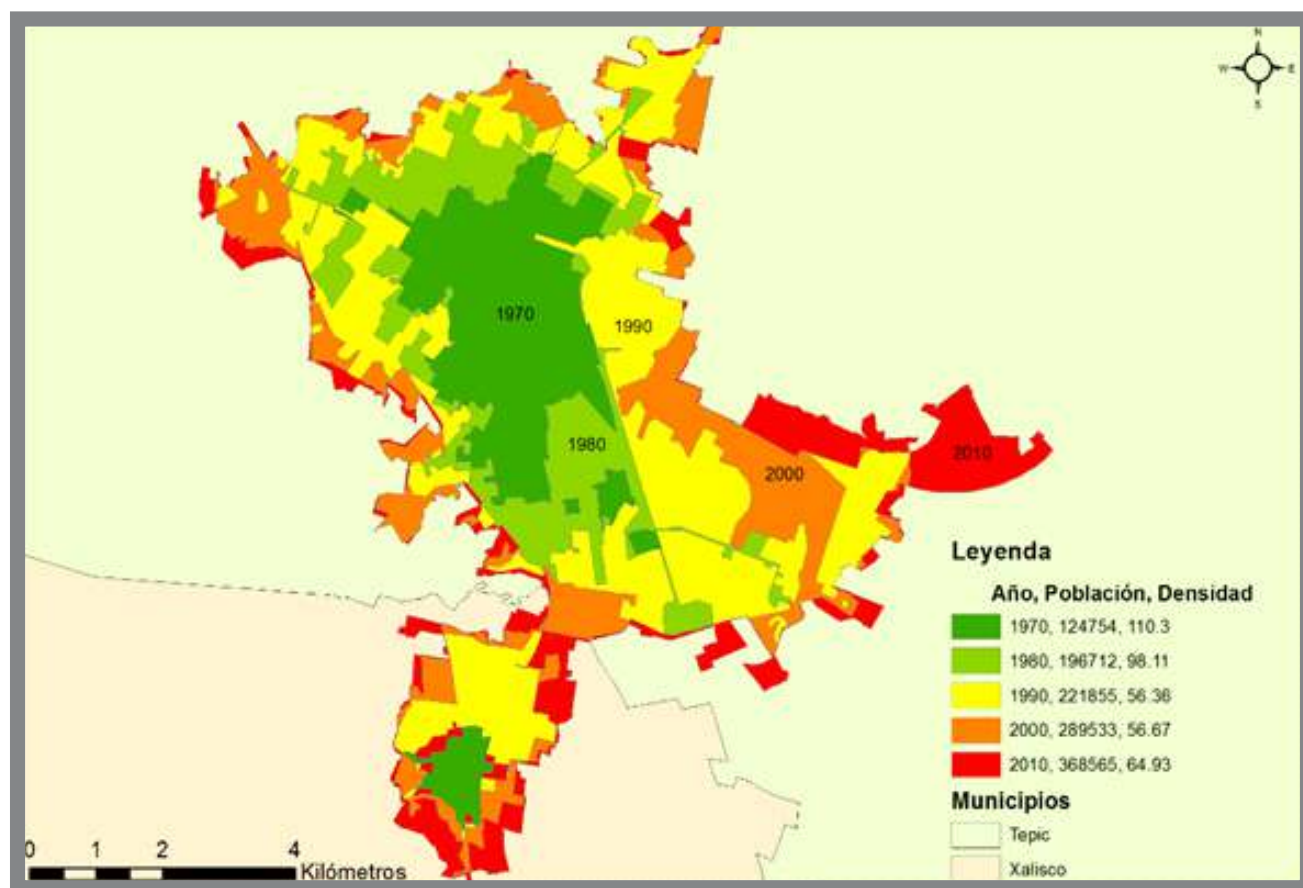 N
W E
S
1970
1990
1980
2000
2010
Leyenda
Año, Población, Densidad
1970, 124754, 110.3
1980, 196712, 98.11
1990, 221855, 56.36
2000, 289533, 56.67
2010, 368565, 64.93
Municipios
Tepic
Xalisco
0 1 2 4
Kilómetros